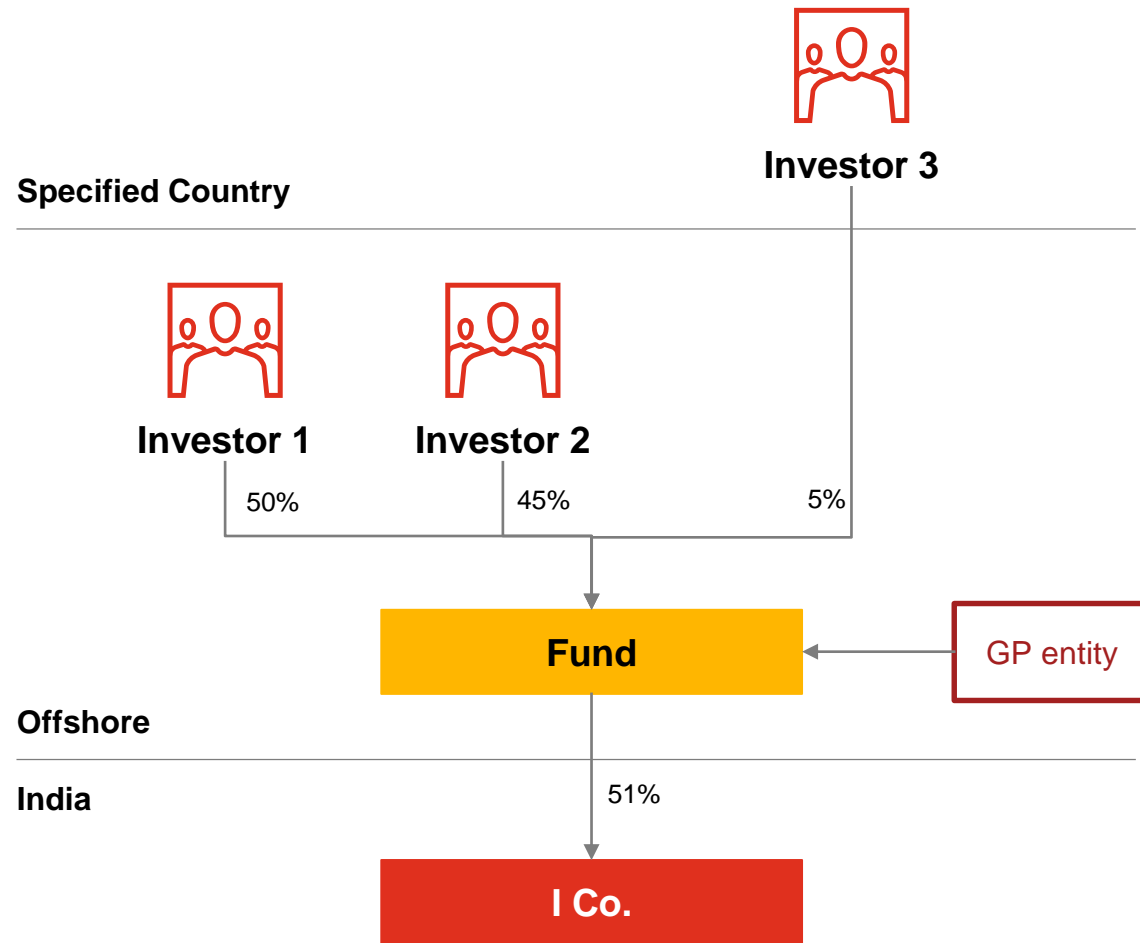 Investor 3
Specified Country
Investor 1
Investor 2
50%
45%
5%
Fund
GP entity
Offshore
India
51%
I Co.